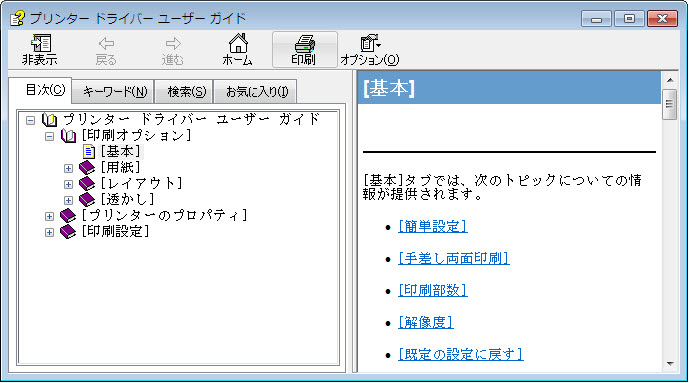 プリンター ドライバー ユーザー ガイド
非表示 戻る 進む ホーム 印刷 オプション(O)
目次(C) キーワード(N) 検索(S) お気に入り(I)
プリンター ドライバー ユーザー ガイド
[印刷オプション]
[基本]
[用紙]
[レイアウト]
[透かし]
[プリンターのプロパティ]
[印刷設定]
[基本]
[基本]タブでは、次のトピックについての情
報が提供されます。
• [簡単設定]
• [手差し両面印刷]
• [印刷部数]
• [解像度]
• [既定の設定に戻す]